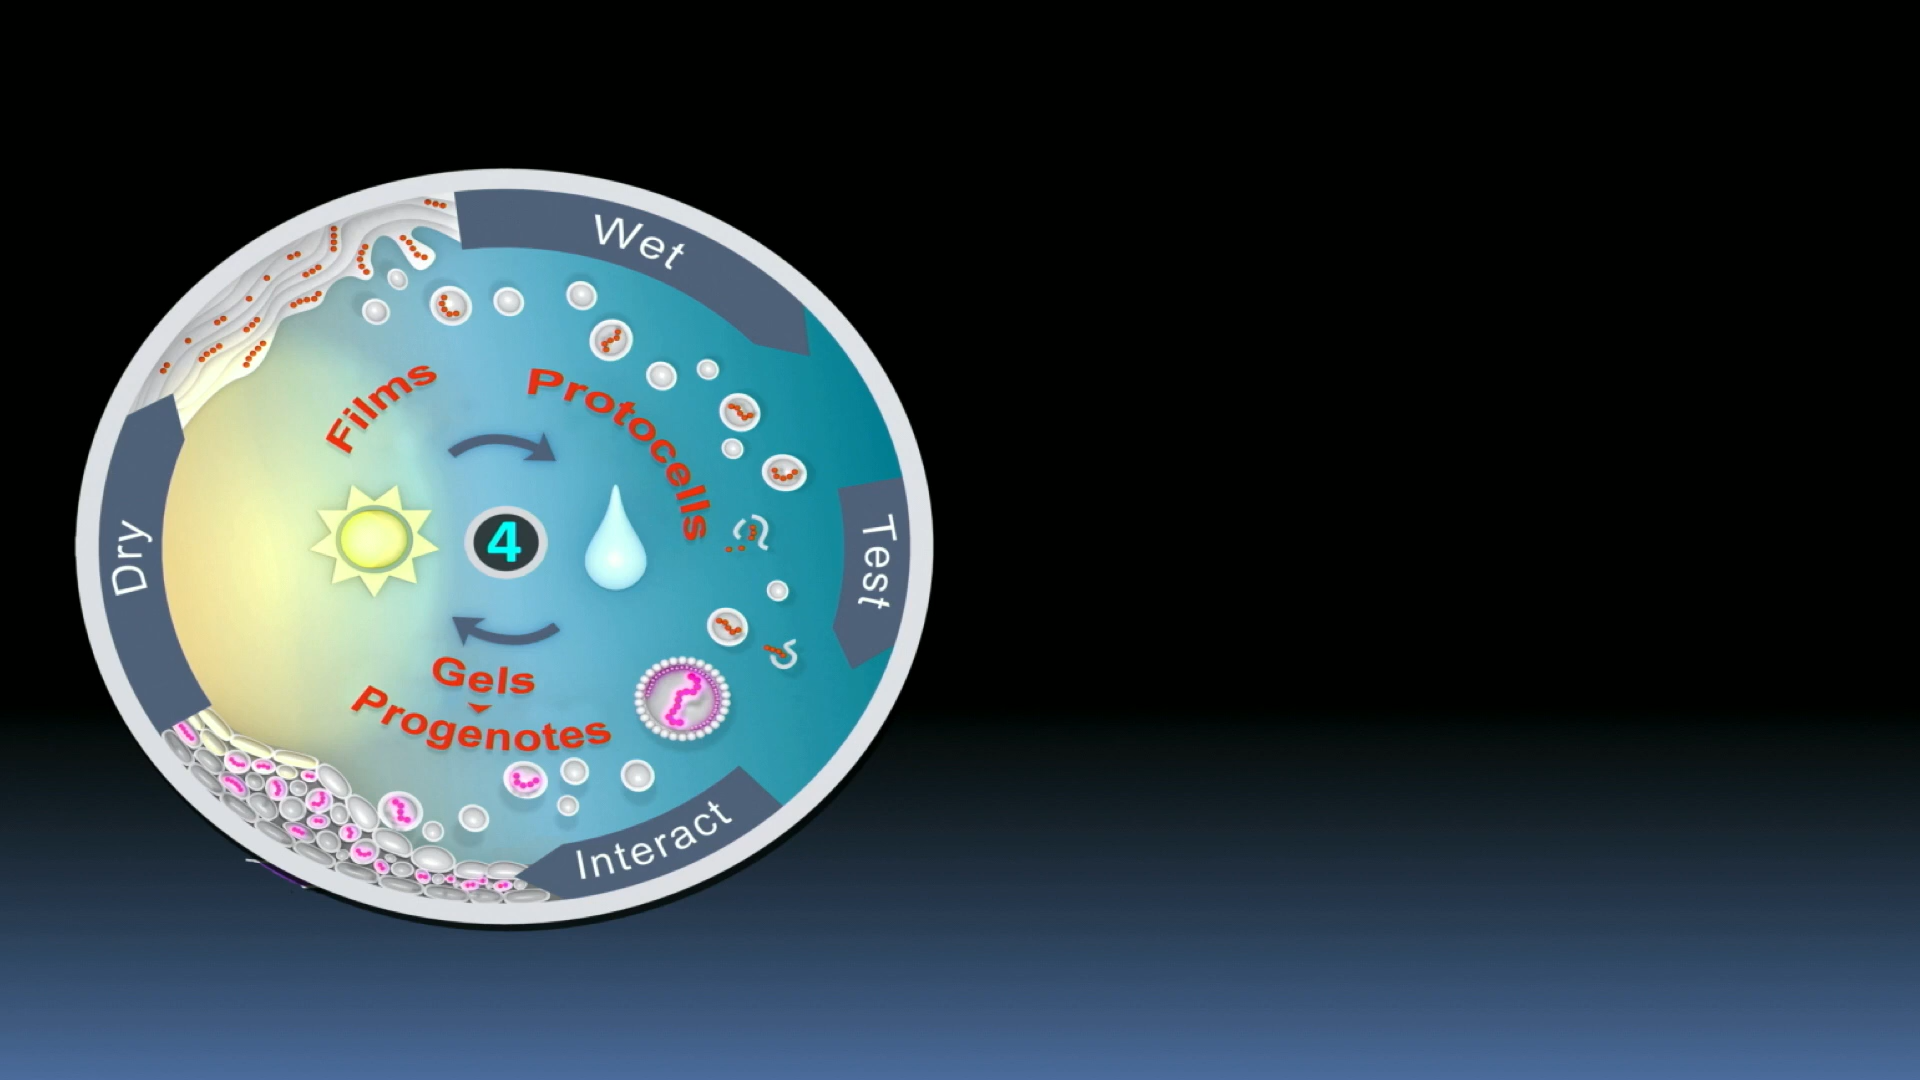 Wet
Films
Protocells
Dry
4
Test
Gels
Progenotes
Interact